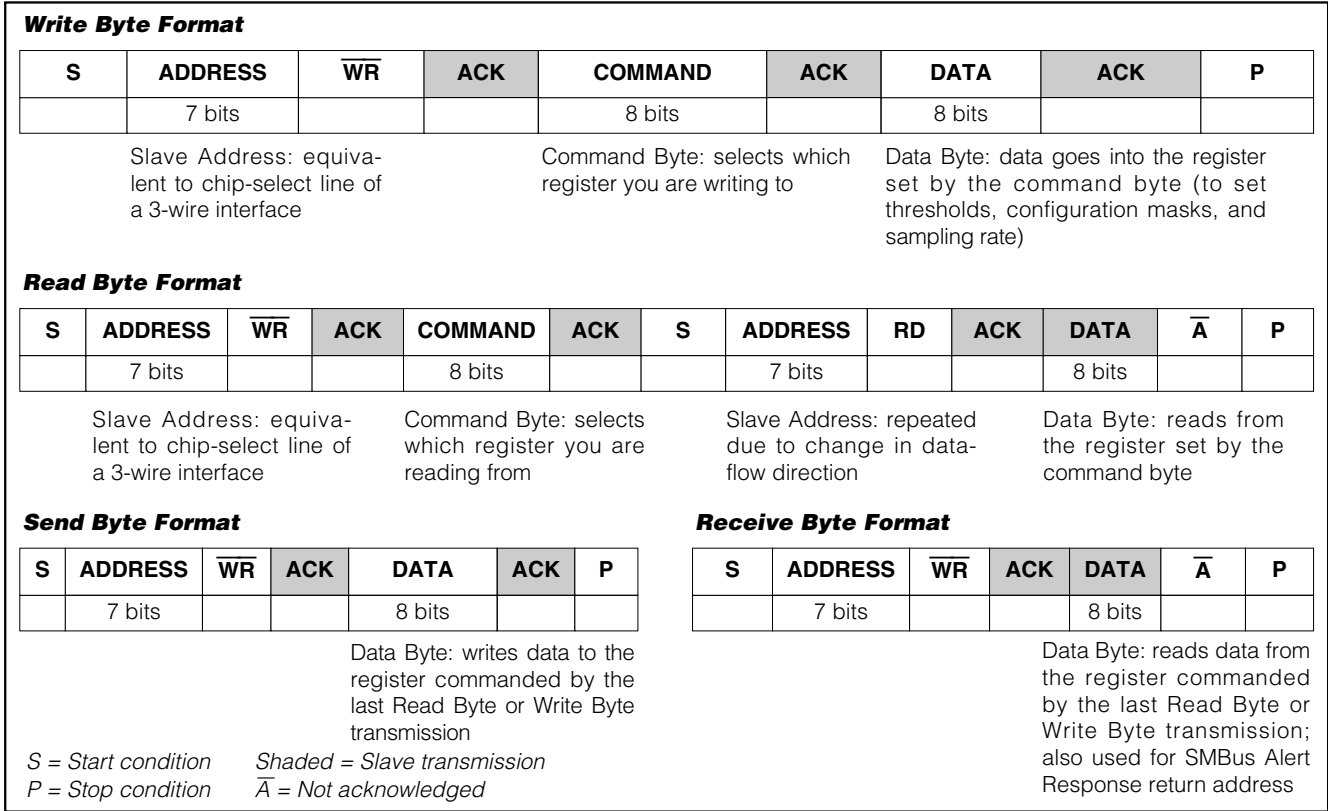 Write Byte Format
S ADDRESS W̅R̅ ACK COMMAND ACK DATA ACK P
7 bits 8 bits 8 bits
Slave Address: equiva-
lent to chip-select line of
a 3-wire interface
Command Byte: selects which
register you are writing to
Data Byte: data goes into the register
set by the command byte (to set
thresholds, configuration masks, and
sampling rate)
Read Byte Format
S ADDRESS W̅R̅ ACK COMMAND ACK S ADDRESS RD ACK DATA A̅ P
7 bits 8 bits 7 bits 8 bits
Slave Address: equiva-
lent to chip-select line of
a 3-wire interface
Command Byte: selects
which register you are
reading from
Slave Address: repeated
due to change in data-
flow direction
Data Byte: reads from
the register set by the
command byte
Send Byte Format
S ADDRESS W̅R̅ ACK DATA ACK P
7 bits 8 bits
Data Byte: writes data to the
register commanded by the
last Read Byte or Write Byte
transmission
Receive Byte Format
S ADDRESS W̅R̅ ACK DATA A̅ P
7 bits 8 bits
Data Byte: reads data from
the register commanded
by the last Read Byte or
Write Byte transmission;
also used for SMBus Alert
Response return address
S = Start condition Shaded = Slave transmission
P = Stop condition A̅ = Not acknowledged